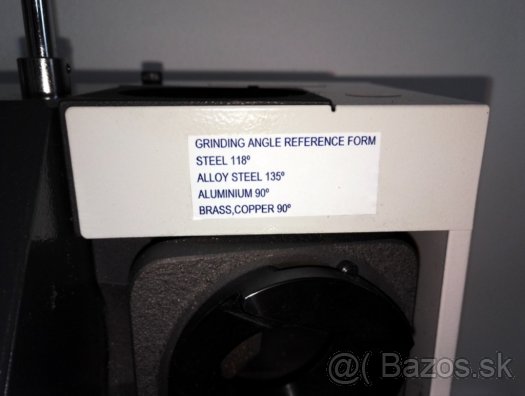 GRINDING ANGLE REFERENCE FORM
STEEL 118º
ALLOY STEEL 135º
ALUMINIUM 90º
BRASS,COPPER 90º
@( Bazos.sk